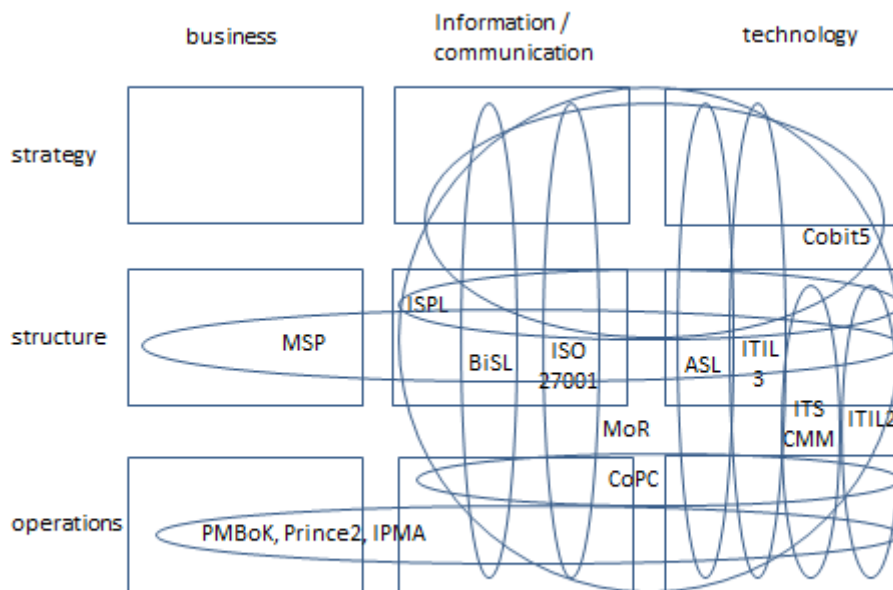 business
Information /
communication
technology
strategy
Cobit5
ISPL
structure
MSP
BiSL
ISO
27001
ASL
ITIL
3
ITS
CMM
ITIL2
MoR
CoPC
operations
PMBoK, Prince2, IPMA